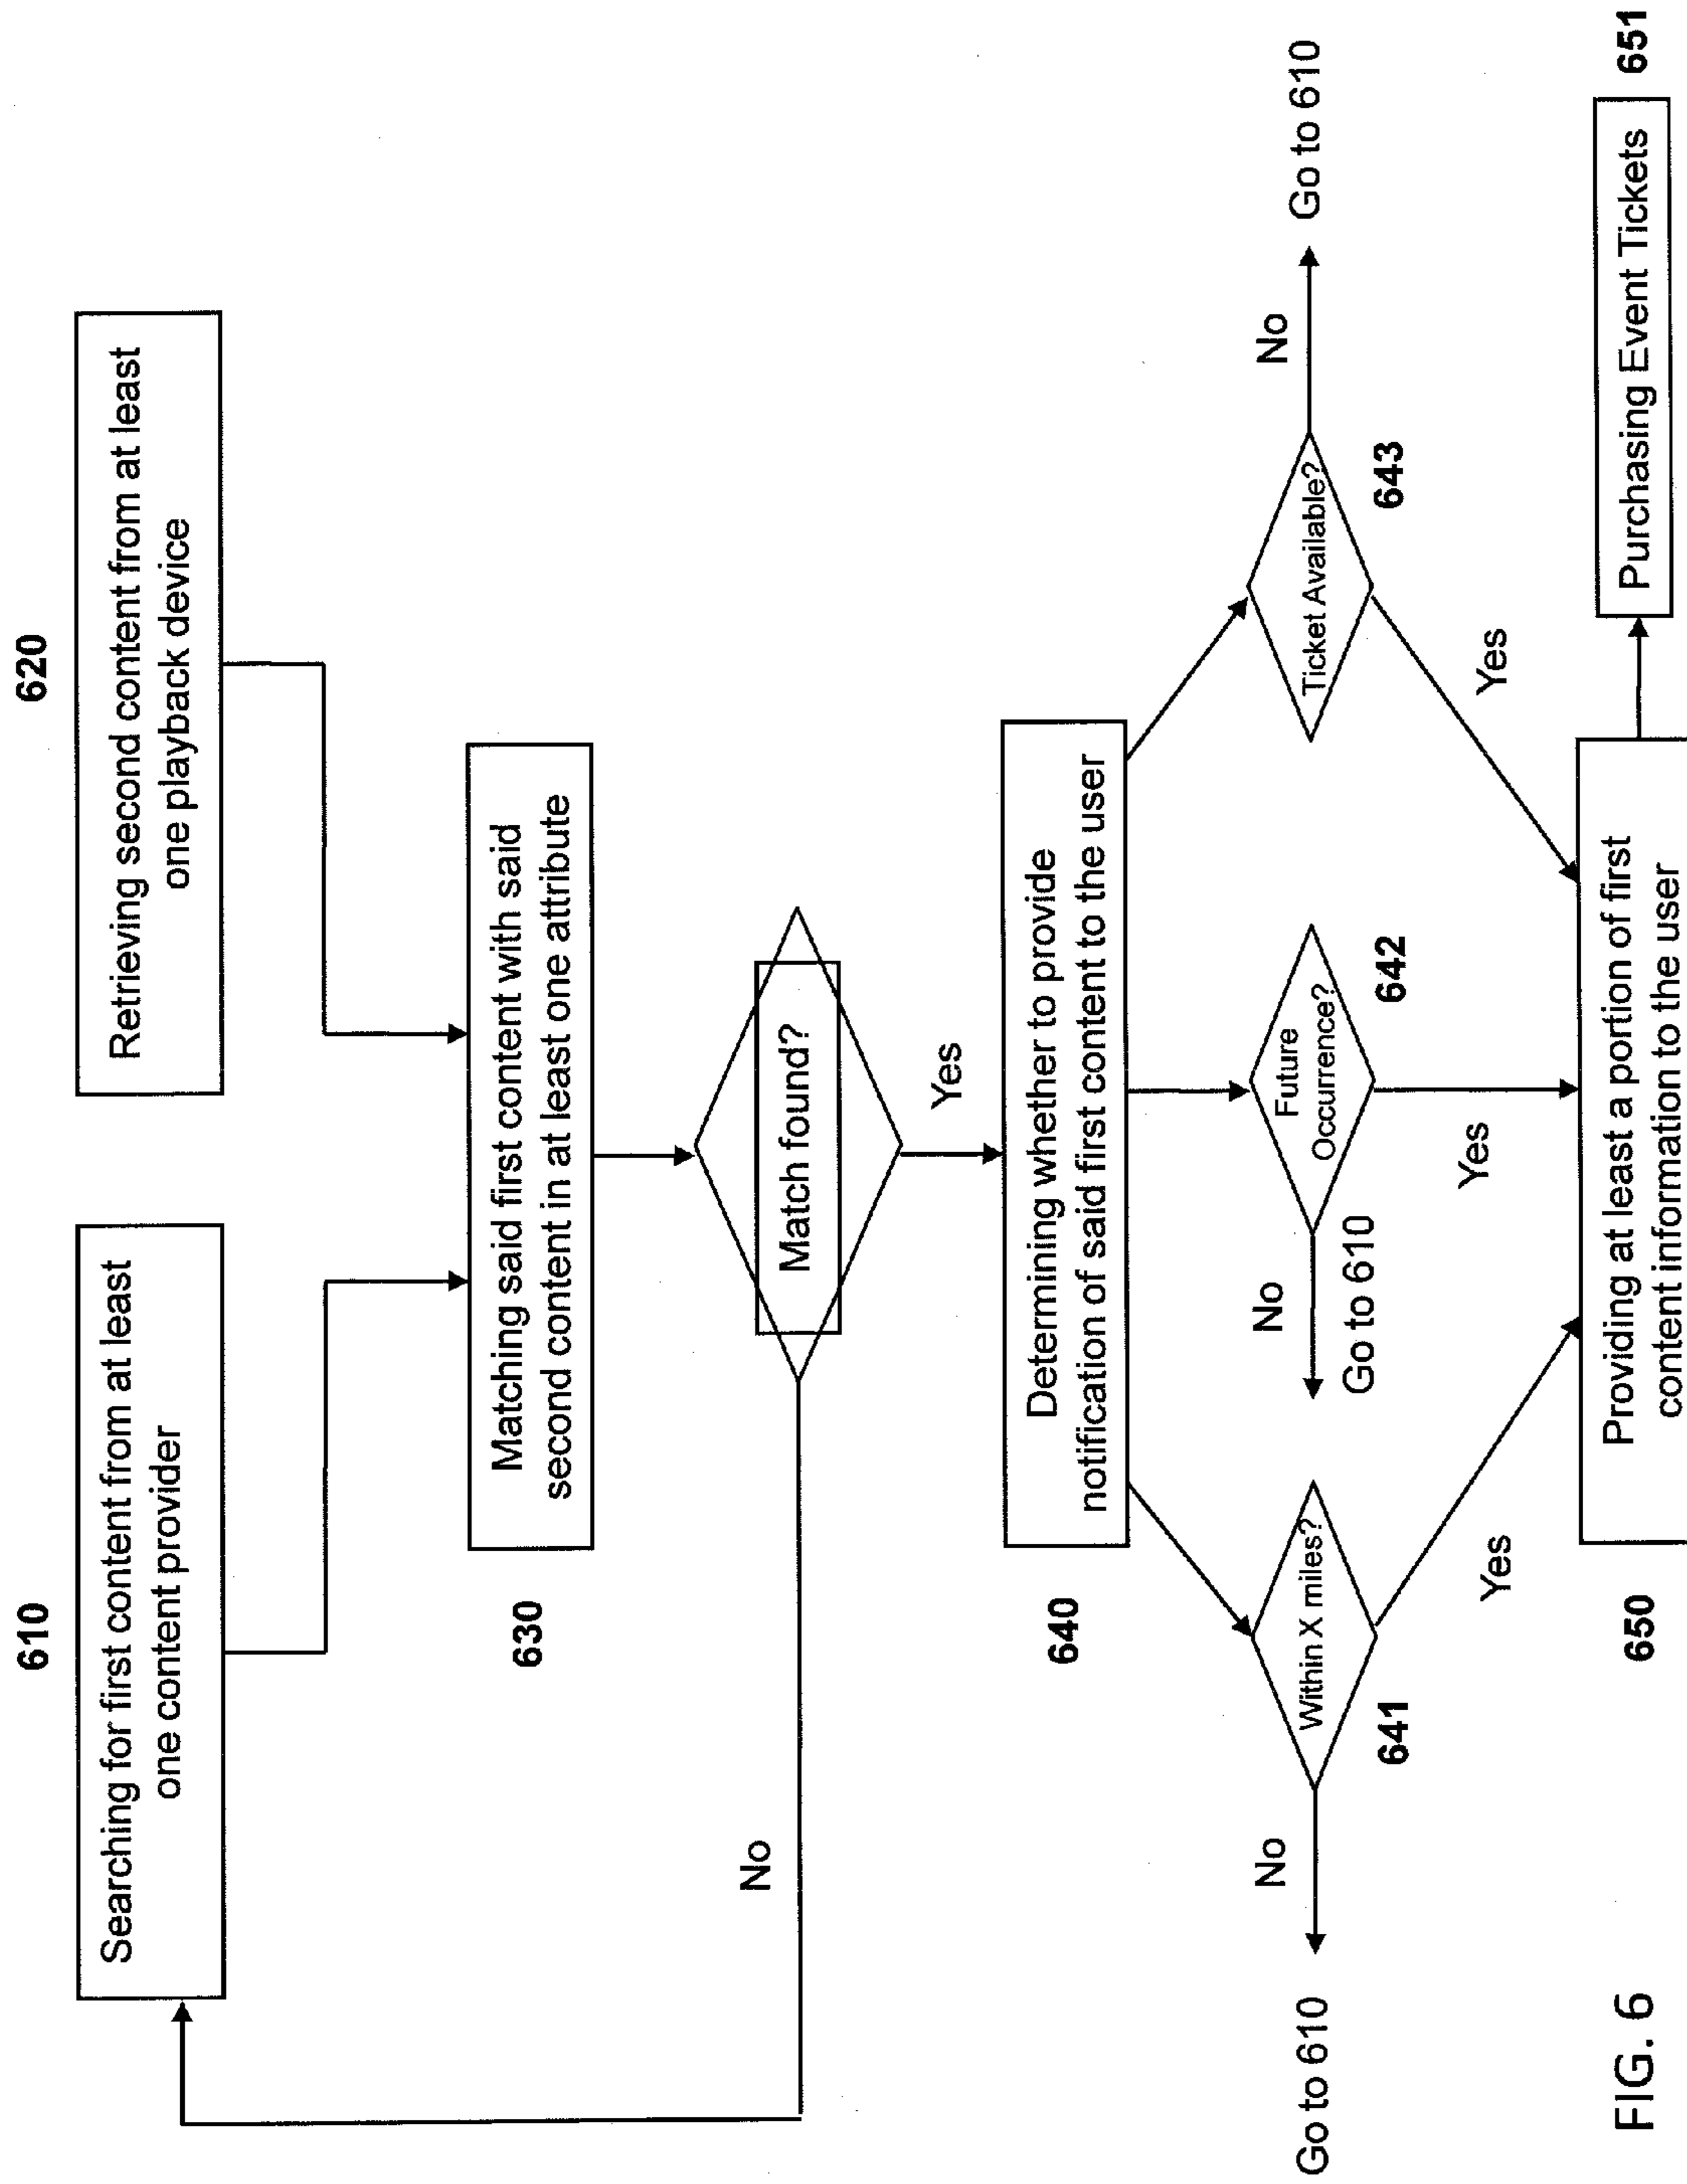 610
620
Searching for first content from at least
one content provider
Retrieving second content from at least
one playback device
630
Matching said first content with said
second content in at least one attribute
No
Match found?
Yes
640
Determining whether to provide
notification of said first content to the user
Go to 610
No
Within X miles?
641
Yes
No
Go to 610
Future
Occurrence?
642
Yes
Ticket Available?
643
No
Go to 610
Yes
650
Providing at least a portion of first
content information to the user
Purchasing Event Tickets
651
FIG. 6